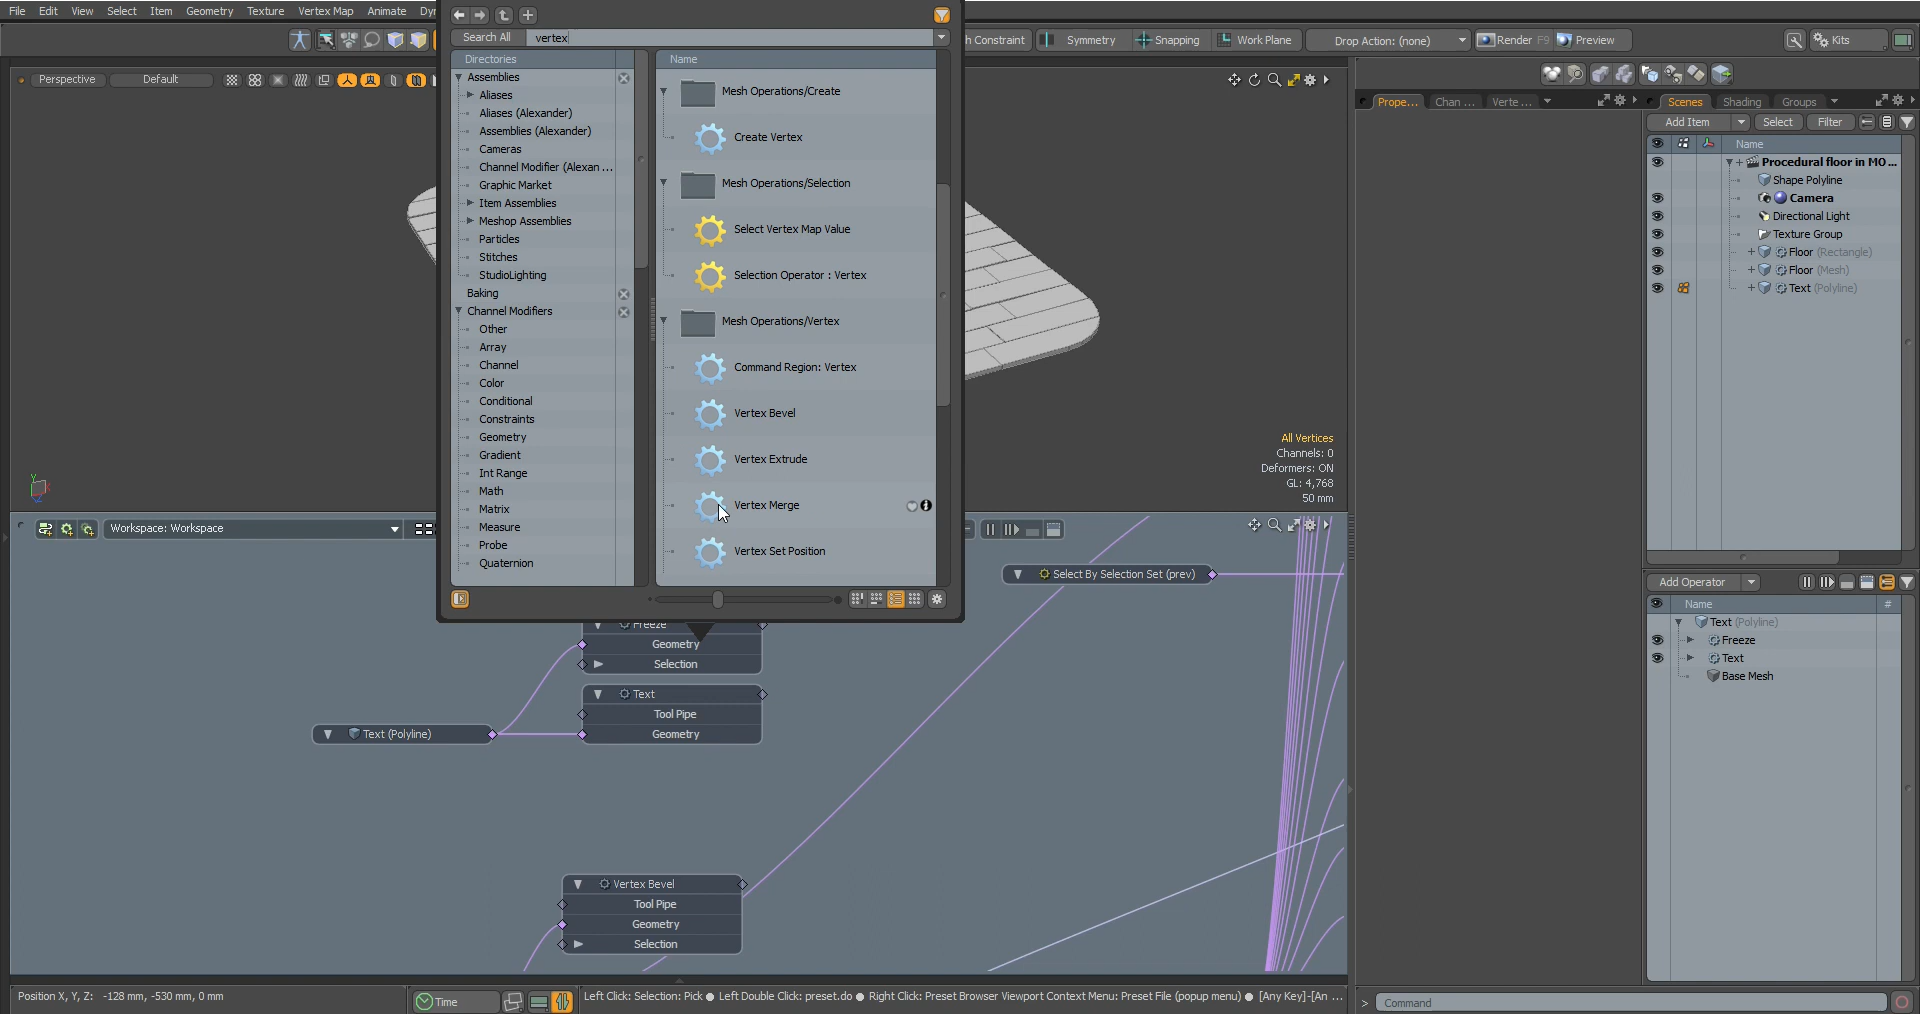 File Edit View Select Item Geometry Texture Vertex Map Animate
Search All vertex
Symmetry Snapping Work Plane Drop Action: (none) Render F9 Preview Kits
Directories
Assemblies
Aliases
Aliases (Alexander)
Assemblies (Alexander)
Cameras
Channel Modifier (Alexan ...
Graphic Market
Item Assemblies
Meshop Assemblies
Particles
Stitches
StudioLighting
Baking
Channel Modifiers
Other
Array
Channel
Color
Conditional
Constraints
Geometry
Gradient
Int Range
Math
Matrix
Measure
Probe
Quaternion
Name
Mesh Operations/Create
Create Vertex
Mesh Operations/Selection
Select Vertex Map Value
Selection Operator : Vertex
Mesh Operations/Vertex
Command Region: Vertex
Vertex Bevel
Vertex Extrude
Vertex Merge
Vertex Set Position
Perspective Default
All Vertices
Channels: 0
Deformers: ON
GL: 4,768
50 mm
Workspace: Workspace
Select By Selection Set (prev)
Freeze
Geometry
Selection
Text
Tool Pipe
Geometry
Text (Polyline)
Vertex Bevel
Tool Pipe
Geometry
Selection
Prope... Chan ... Verte ...
Scenes Shading Groups
Add Item Select Filter
Name
Procedural floor in MO ...
Shape Polyline
Camera
Directional Light
Texture Group
Floor (Rectangle)
Floor (Mesh)
Text (Polyline)
Add Operator
Name #
Text (Polyline)
Freeze
Text
Base Mesh
Position X, Y, Z: -128 mm, -530 mm, 0 mm
Time
Left Click: Selection: Pick ● Left Double Click: preset.do ● Right Click: Preset Browser Viewport Context Menu: Preset File (popup menu) ● [Any Key]-[An ...
> Command